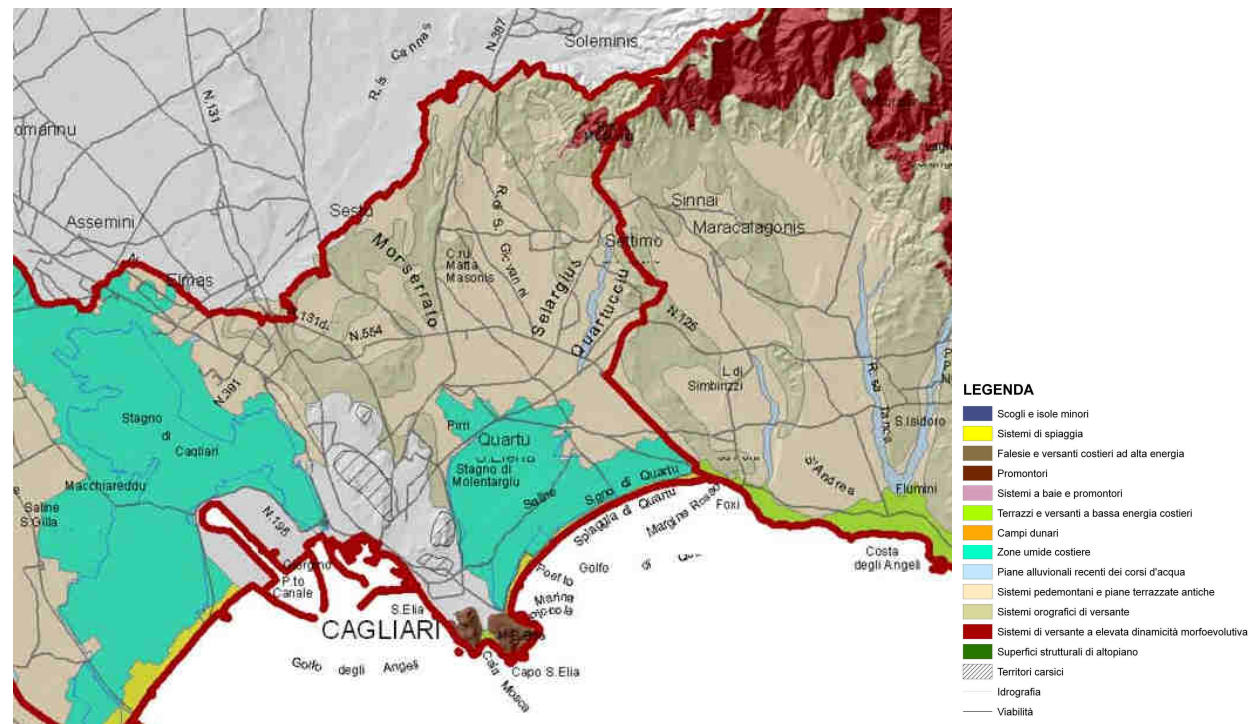 Soleminis
R.is Cannas
N.387
N.131
omannu
Assemini
Sestu
Elmas
Sinnai
Maracalagonis
Settimo
R. di S. Giovanni
C.ru
Matta
Masonis
Monserrato
Selargius
Quartucciu
N.131d.
N.554
N.125
N.391
L.di
Simbirizzi
R. sa Tanca
S.Isidoro
Stagno
di
Cagliari
Pirri
Quartu
Stagno di
Molentargiu
Saline
S.gno di Quartu
Spiaggia di Quartu
Margine Rosso
Foxi
s'Andrea
Flumini
Macchiareddu
Saline
S.Gilla
N.195
Giorgino
P.to
Canale
Costa
degli Angeli
Poetto
Golfo di
Marina
Piccola
S.Elia
CAGLIARI
Golfo degli Angeli
Cala Mosca
Capo S.Elia
LEGENDA
Scogli e isole minori
Sistemi di spiaggia
Falesie e versanti costieri ad alta energia
Promontori
Sistemi a baie e promontori
Terrazzi e versanti a bassa energia costieri
Campi dunari
Zone umide costiere
Piane alluvionali recenti dei corsi d'acqua
Sistemi pedemontani e piane terrazzate antiche
Sistemi orografici di versante
Sistemi di versante a elevata dinamicità morfoevolutiva
Superfici strutturali di altopiano
Territori carsici
Idrografia
Viabilità